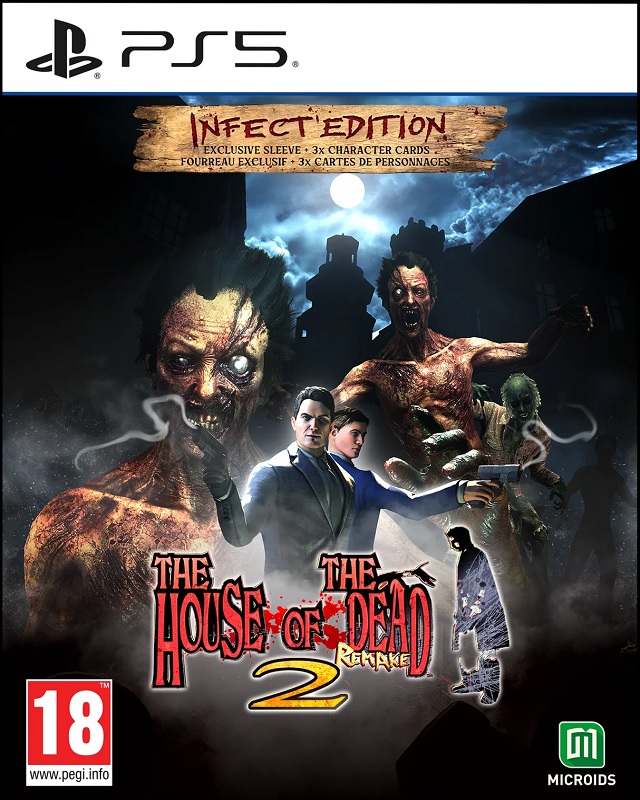 PS5®
INFECT EDITION
EXCLUSIVE SLEEVE + 3x CHARACTER CARDS
FOURREAU EXCLUSIF + 3x CARTES DE PERSONNAGES
THE THE
HOUSE OF DEAD
REMAKE
2
18™
www.pegi.info
MICROIDS